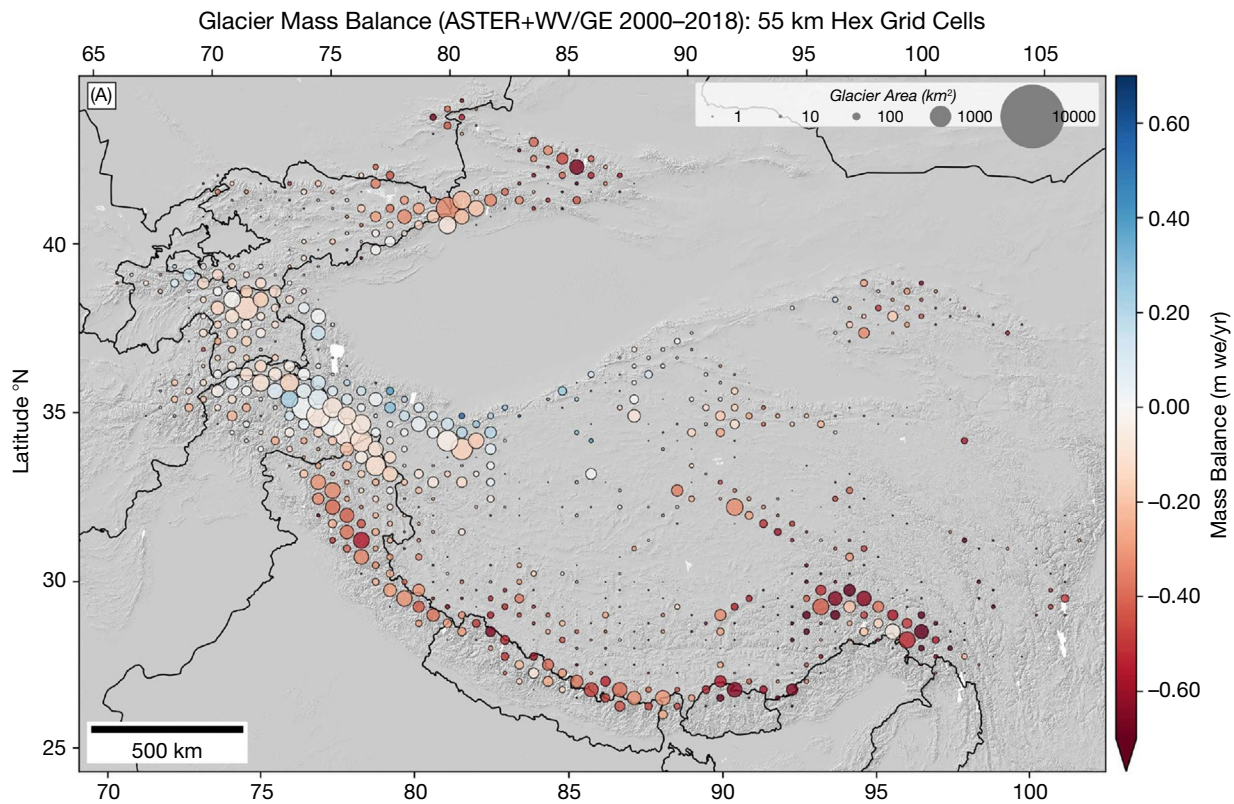 Glacier Mass Balance (ASTER+WV/GE 2000–2018): 55 km Hex Grid Cells
65 70 75 80 85 90 95 100 105
(A)
Glacier Area (km²)
1 10 100 1000 10000
0.60
0.40
0.20
0.00
−0.20
−0.40
−0.60
Mass Balance (m we/yr)
Latitude °N
40
35
30
25
500 km
70 75 80 85 90 95 100